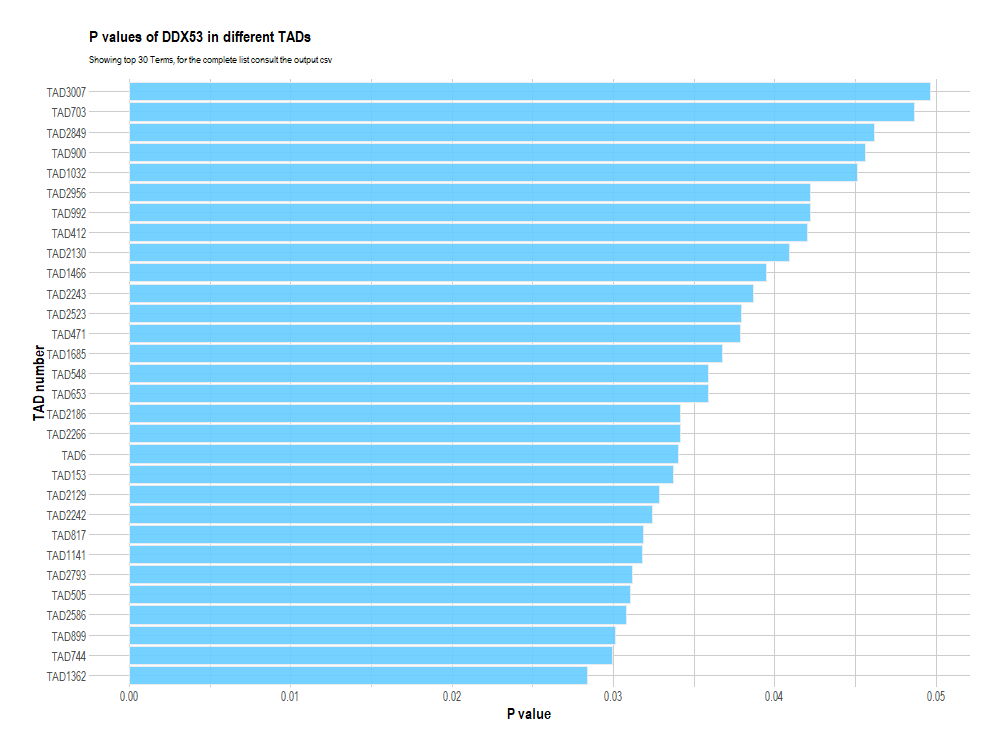 P values of DDX53 in different TADs
Showing top 30 Terms, for the complete list consult the output csv
TAD3007
TAD703
TAD2849
TAD900
TAD1032
TAD2956
TAD992
TAD412
TAD2130
TAD1466
TAD2243
TAD2523
TAD471
TAD1685
TAD548
TAD653
TAD2186
TAD2266
TAD6
TAD153
TAD2129
TAD2242
TAD817
TAD1141
TAD2793
TAD505
TAD2586
TAD899
TAD744
TAD1362
TAD number
0.00 0.01 0.02 0.03 0.04 0.05
P value